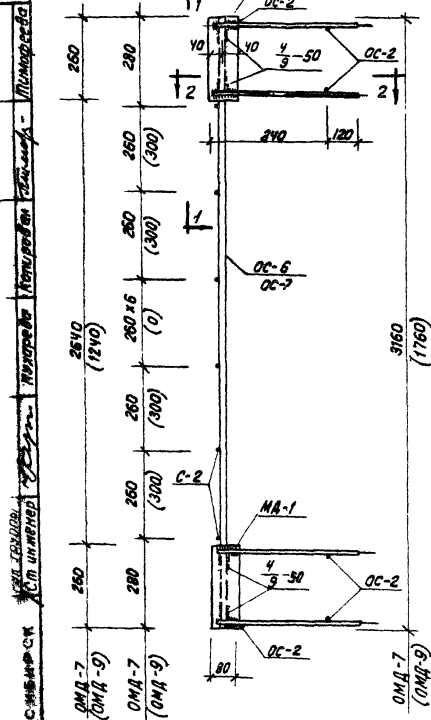 1
ОС-2
Тимофеева
260
280
40
40
4
9 —50
ОС-2
2
2
240
120
260
(300)
260
(300)
1
Копировал
ОС-6
ОС-7
2640
(1240)
260×6
(0)
3160
(1760)
260
(300)
260
(300)
С-2
Ст инженер
МД-1
260
280
4
9 —50
ОС-2
80
ОС-2
ОМД-7
(ОМД-9)
ОМД-7
(ОМД-9)
ОМД-7
(ОМД-9)